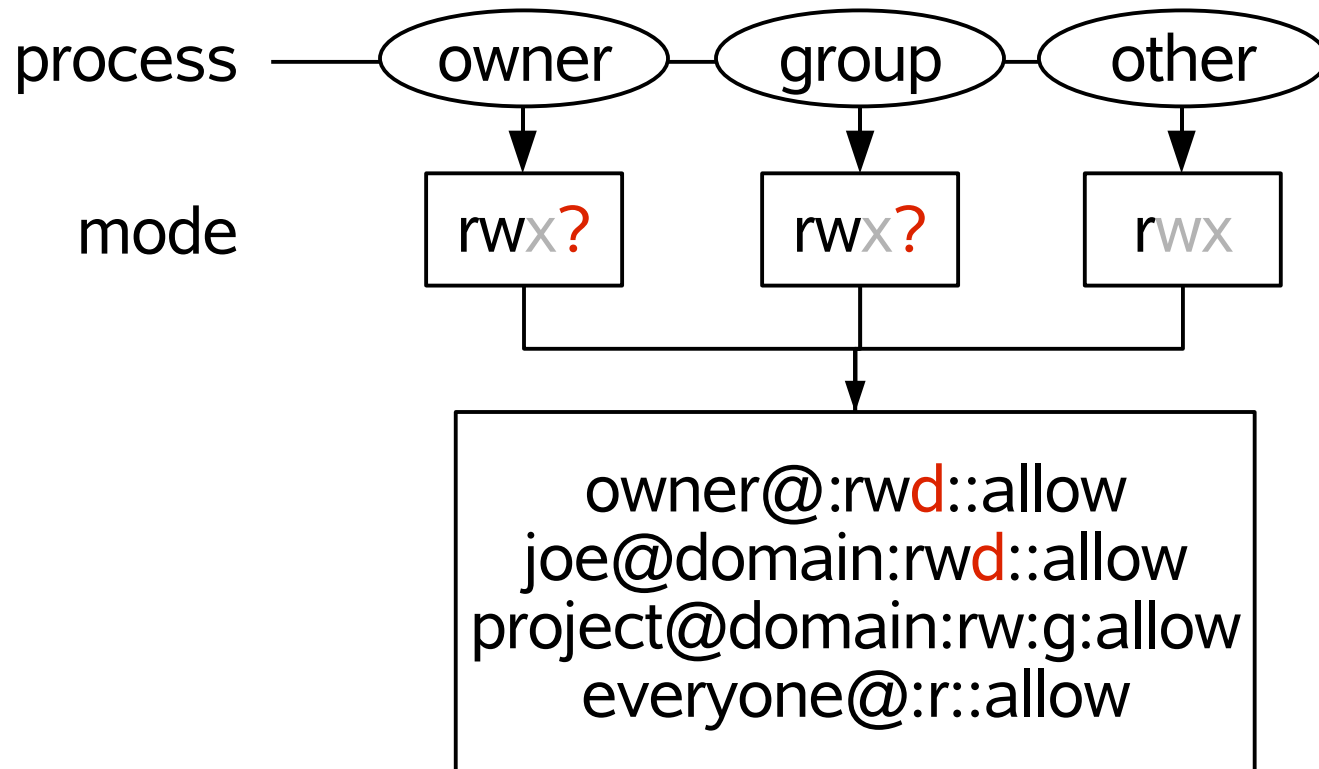 process owner group other
mode rwx? rwx? rwx
owner@:rwd::allow
joe@domain:rwd::allow
project@domain:rw:g:allow
everyone@:r::allow